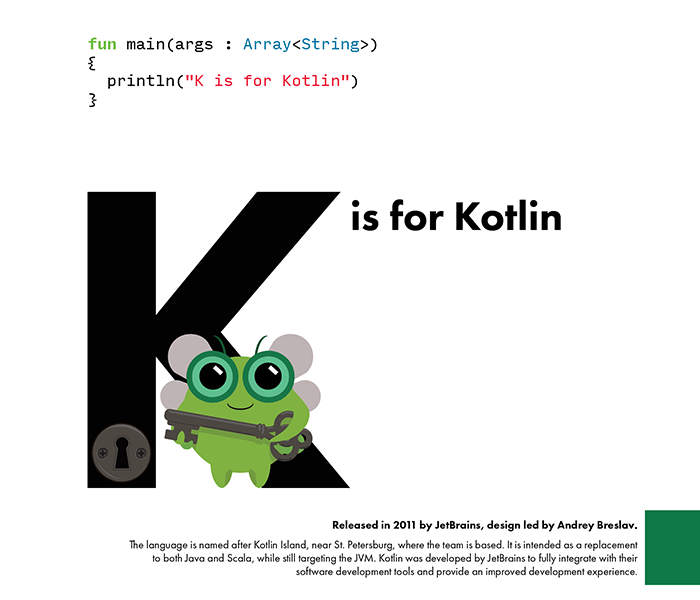 fun main(args : Array<String>)
{
  println("K is for Kotlin")
}
K is for Kotlin
Released in 2011 by JetBrains, design led by Andrey Breslav.
The language is named after Kotlin Island, near St. Petersburg, where the team is based. It is intended as a replacement
to both Java and Scala, while still targeting the JVM. Kotlin was developed by JetBrains to fully integrate with their
software development tools and provide an improved development experience.